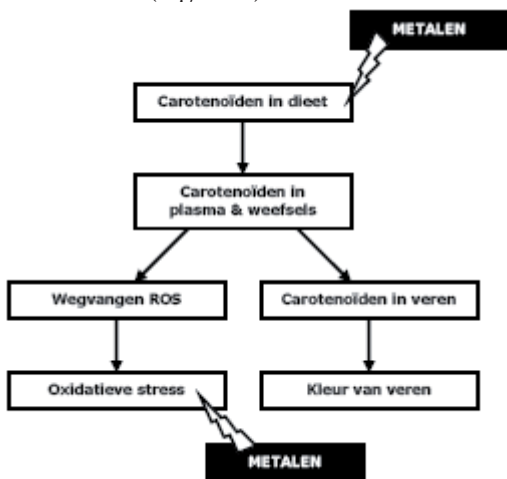 METALEN
Carotenoïden in dieet
Carotenoïden in
plasma & weefsels
Wegvangen ROS
Carotenoïden in veren
Oxidatieve stress
Kleur van veren
METALEN